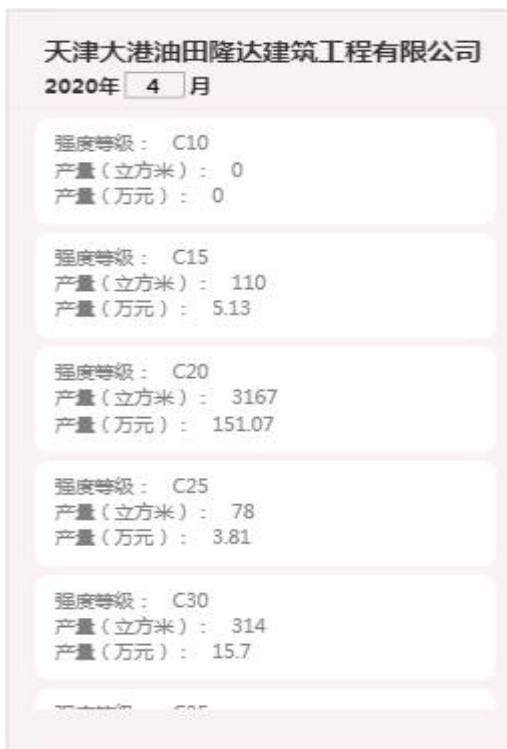 天津大港油田隆达建筑工程有限公司
2020年 4 月
强度等级： C10
产量（立方米）： 0
产量（万元）： 0
强度等级： C15
产量（立方米）： 110
产量（万元）： 5.13
强度等级： C20
产量（立方米）： 3167
产量（万元）： 151.07
强度等级： C25
产量（立方米）： 78
产量（万元）： 3.81
强度等级： C30
产量（立方米）： 314
产量（万元）： 15.7